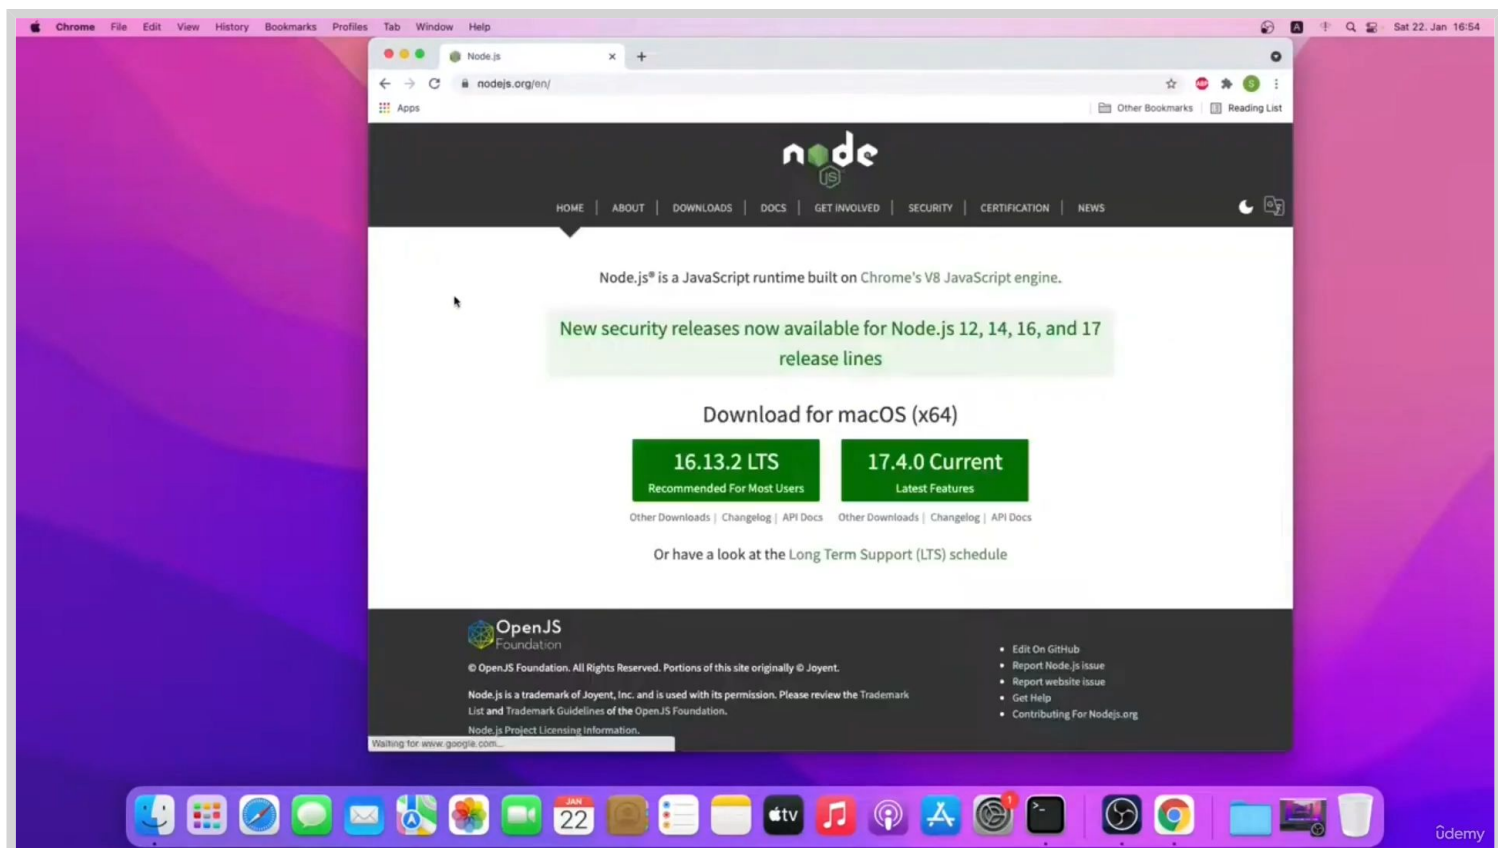 Chrome File Edit View History Bookmarks Profiles Tab Window Help
A
Sat 22. Jan 16:54
Node.js
nodejs.org/en/
ABP
S
Apps
Other Bookmarks
Reading List
node
JS
HOME | ABOUT | DOWNLOADS | DOCS | GET INVOLVED | SECURITY | CERTIFICATION | NEWS
Node.js® is a JavaScript runtime built on Chrome's V8 JavaScript engine.
New security releases now available for Node.js 12, 14, 16, and 17
release lines
Download for macOS (x64)
16.13.2 LTS
Recommended For Most Users
17.4.0 Current
Latest Features
Other Downloads | Changelog | API Docs
Other Downloads | Changelog | API Docs
Or have a look at the Long Term Support (LTS) schedule
OpenJS
Foundation
© OpenJS Foundation. All Rights Reserved. Portions of this site originally © Joyent.
Node.js is a trademark of Joyent, Inc. and is used with its permission. Please review the Trademark
List and Trademark Guidelines of the OpenJS Foundation.
Node.js Project Licensing Information.
Edit On GitHub
Report Node.js issue
Report website issue
Get Help
Contributing For Nodejs.org
Waiting for www.google.com...
JAN
22
tv
1
>-
ûdemy